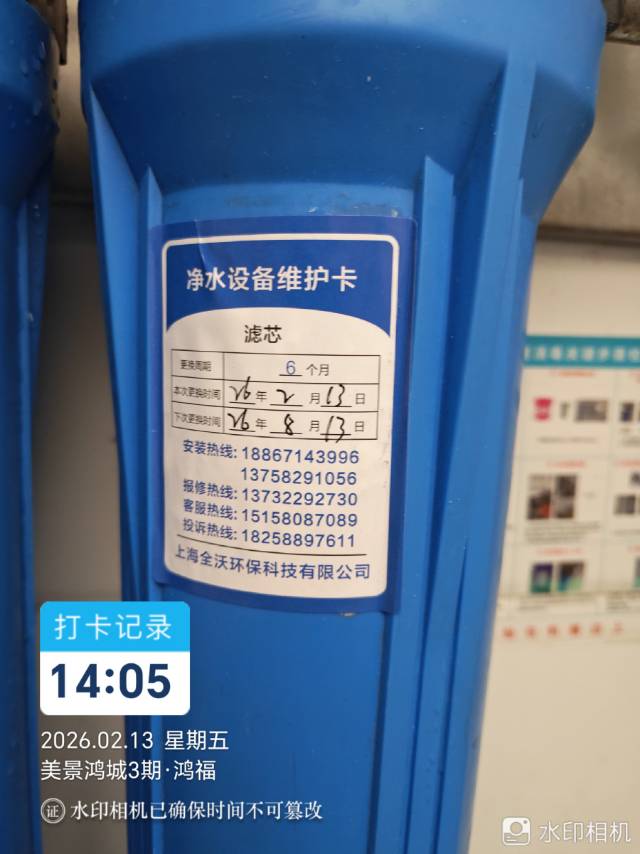 净水设备维护卡
滤芯
更换周期 6 个月
本次更换时间 26 年 2 月 13 日
下次更换时间 26 年 8 月 13 日
安装热线: 18867143996
13758291056
报修热线: 13732292730
客服热线: 15158087089
投诉热线: 18258897611
上海全沃环保科技有限公司
打卡记录
14:05
2026.02.13 星期五
美景鸿城3期·鸿福
证 水印相机已确保时间不可篡改
水印相机